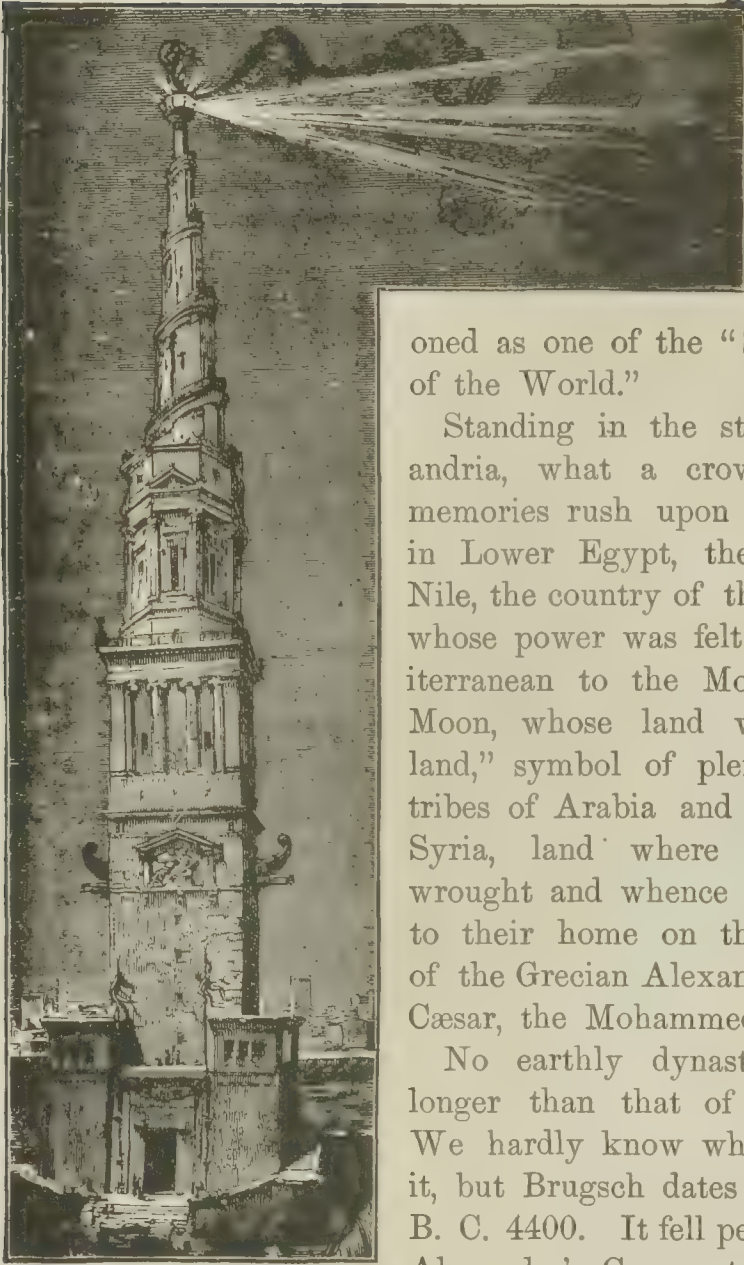 oned as one of the “
of the World.”
Standing in the st
andria, what a crow
memories rush upon
in Lower Egypt, the
Nile, the country of th
whose power was felt
iterranean to the Mo
Moon, whose land
land,” symbol of ple
tribes of Arabia and
Syria, land where
wrought and whence
to their home on th
of the Grecian Alexan
Cæsar, the Mohammed
No earthly dynast
longer than that of
We hardly know wh
it, but Brugsch dates
B. C. 4400. It fell pe